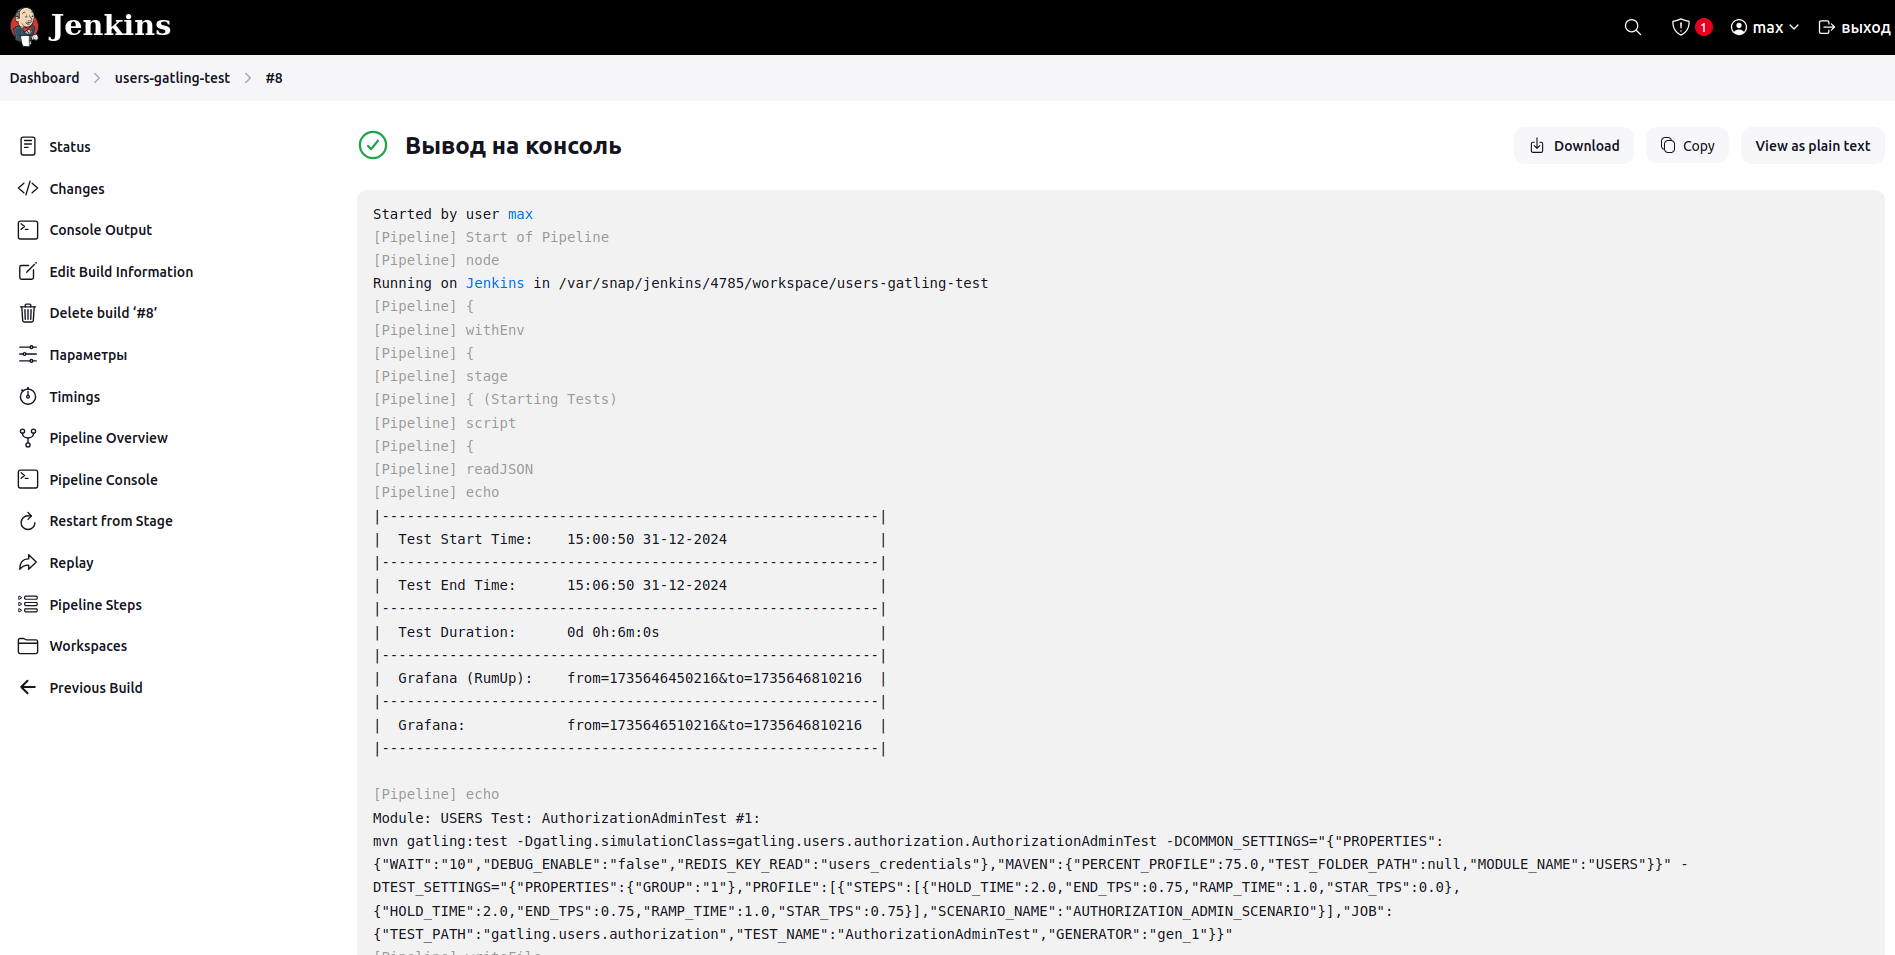 Jenkins
1 max выход
Dashboard users-gatling-test #8
Status
Changes
Console Output
Edit Build Information
Delete build ‘#8’
Параметры
Timings
Pipeline Overview
Pipeline Console
Restart from Stage
Replay
Pipeline Steps
Workspaces
Previous Build
Вывод на консоль
Download Copy View as plain text
Started by user max
[Pipeline] Start of Pipeline
[Pipeline] node
Running on Jenkins in /var/snap/jenkins/4785/workspace/users-gatling-test
[Pipeline] {
[Pipeline] withEnv
[Pipeline] {
[Pipeline] stage
[Pipeline] { (Starting Tests)
[Pipeline] script
[Pipeline] {
[Pipeline] readJSON
[Pipeline] echo
|-----------------------------------------------------------|
|  Test Start Time:    15:00:50 31-12-2024                  |
|-----------------------------------------------------------|
|  Test End Time:      15:06:50 31-12-2024                  |
|-----------------------------------------------------------|
|  Test Duration:      0d 0h:6m:0s                          |
|-----------------------------------------------------------|
|  Grafana (RumUp):    from=1735646450216&to=1735646810216  |
|-----------------------------------------------------------|
|  Grafana:            from=1735646510216&to=1735646810216  |
|-----------------------------------------------------------|
[Pipeline] echo
Module: USERS Test: AuthorizationAdminTest #1:
mvn gatling:test -Dgatling.simulationClass=gatling.users.authorization.AuthorizationAdminTest -DCOMMON_SETTINGS="{"PROPERTIES":
{"WAIT":"10","DEBUG_ENABLE":"false","REDIS_KEY_READ":"users_credentials"},"MAVEN":{"PERCENT_PROFILE":75.0,"TEST_FOLDER_PATH":null,"MODULE_NAME":"USERS"}}" -
DTEST_SETTINGS="{"PROPERTIES":{"GROUP":"1"},"PROFILE":[{"STEPS":[{"HOLD_TIME":2.0,"END_TPS":0.75,"RAMP_TIME":1.0,"STAR_TPS":0.0},
{"HOLD_TIME":2.0,"END_TPS":0.75,"RAMP_TIME":1.0,"STAR_TPS":0.75}],"SCENARIO_NAME":"AUTHORIZATION_ADMIN_SCENARIO"}],"JOB":
{"TEST_PATH":"gatling.users.authorization","TEST_NAME":"AuthorizationAdminTest","GENERATOR":"gen_1"}}"
[Pipeline] writeFile